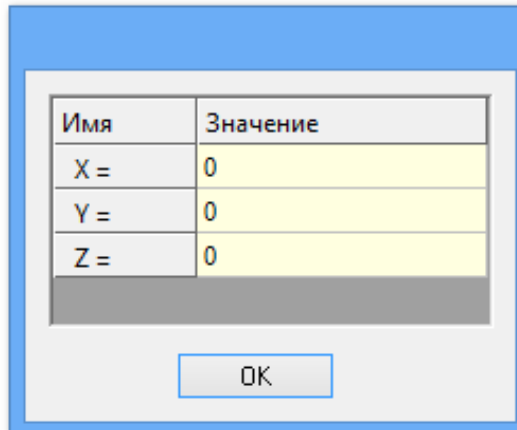 Имя Значение
X = 0
Y = 0
Z = 0
OK